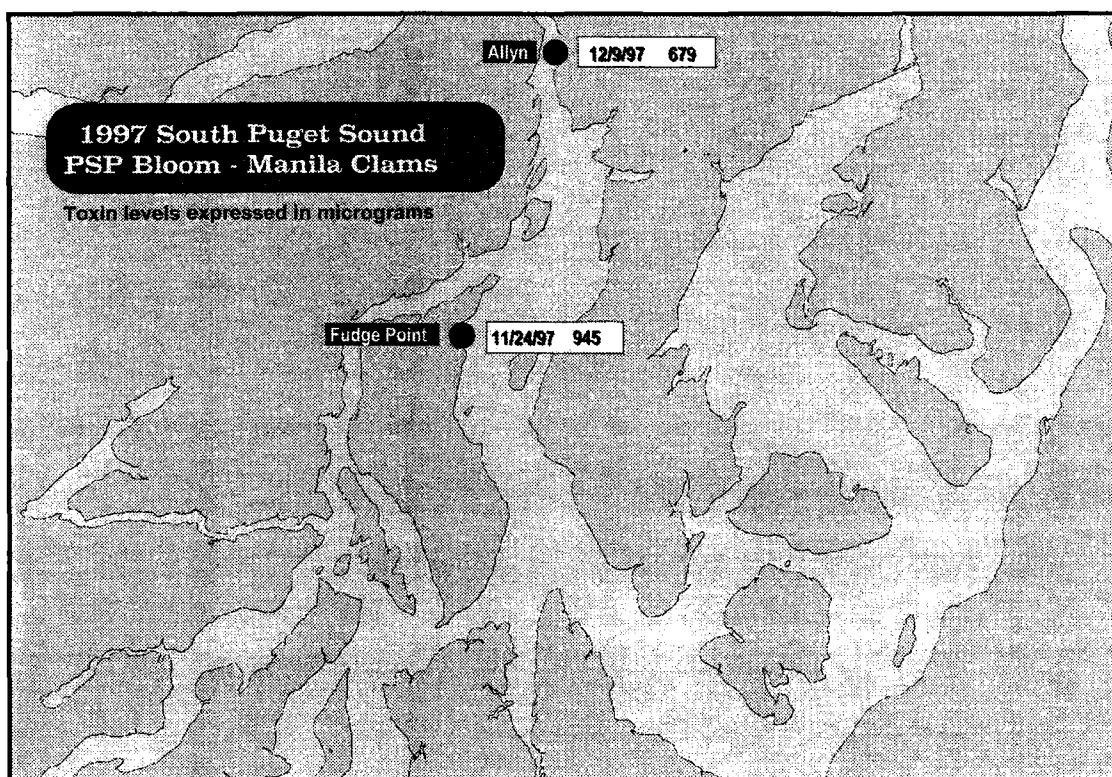 Allyn 12/9/97 679
1997 South Puget Sound
PSP Bloom - Manila Clams
Toxin levels expressed in micrograms
Fudge Point 11/24/97 945